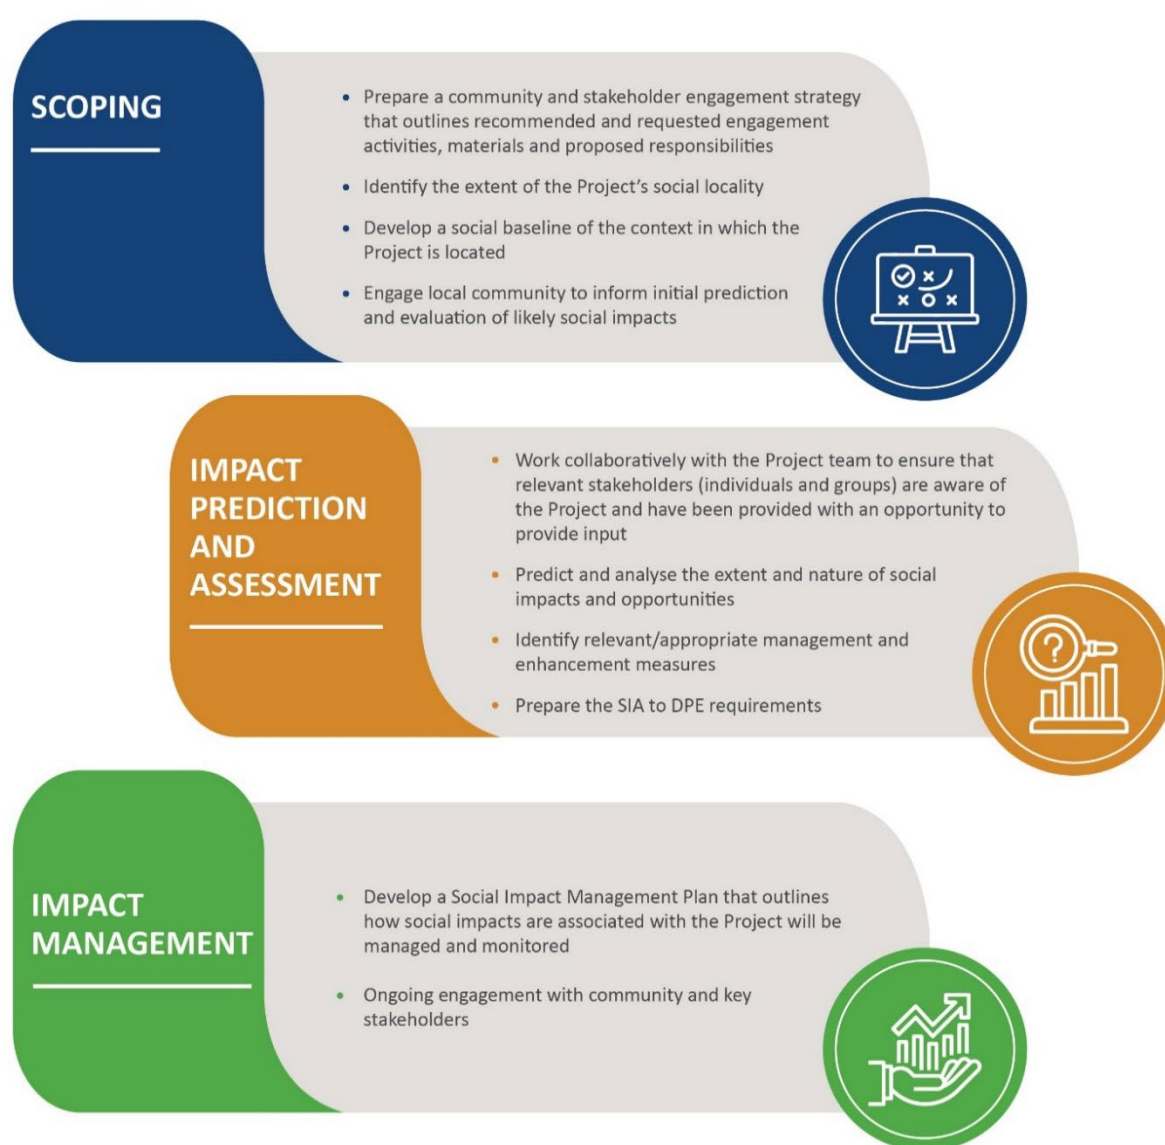 SCOPING
• Prepare a community and stakeholder engagement strategy
that outlines recommended and requested engagement
activities, materials and proposed responsibilities
• Identify the extent of the Project's social locality
• Develop a social baseline of the context in which the
Project is located
• Engage local community to inform initial prediction
and evaluation of likely social impacts
IMPACT
PREDICTION
AND
ASSESSMENT
• Work collaboratively with the Project team to ensure that
relevant stakeholders (individuals and groups) are aware of
the Project and have been provided with an opportunity to
provide input
• Predict and analyse the extent and nature of social
impacts and opportunities
• Identify relevant/appropriate management and
enhancement measures
• Prepare the SIA to DPE requirements
IMPACT
MANAGEMENT
• Develop a Social Impact Management Plan that outlines
how social impacts are associated with the Project will be
managed and monitored
• Ongoing engagement with community and key
stakeholders